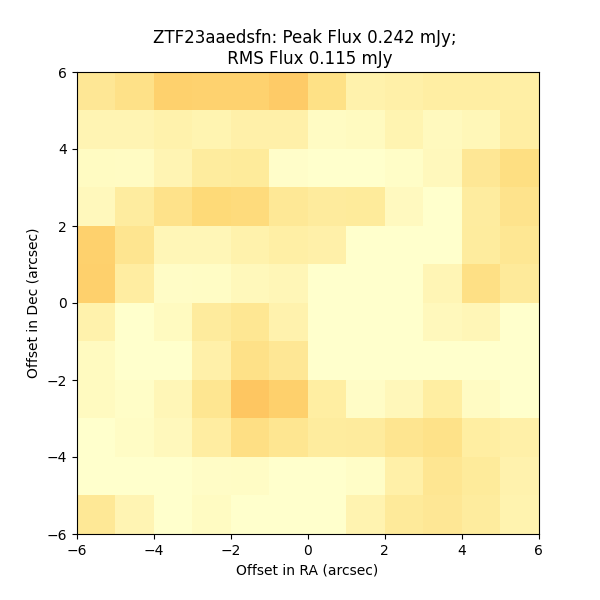 ZTF23aaedsfn: Peak Flux 0.242 mJy;
RMS Flux 0.115 mJy
6
4
2
0
−2
−4
−6
Offset in Dec (arcsec)
−6 −4 −2 0 2 4 6
Offset in RA (arcsec)